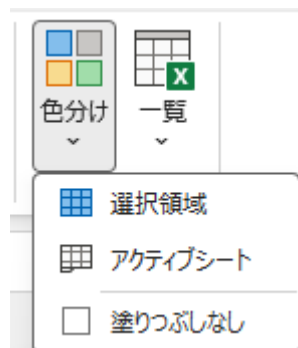 色分け
一覧
選択領域
アクティブシート
塗りつぶしなし